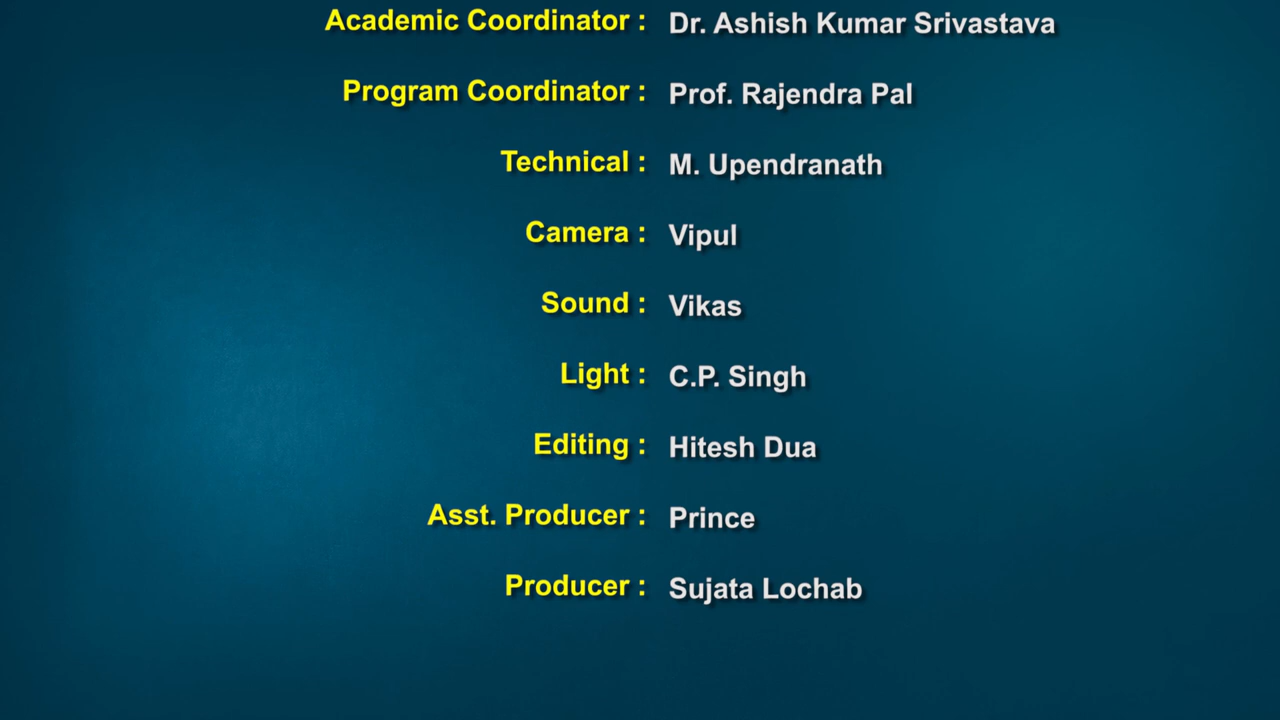 Academic Coordinator : Dr. Ashish Kumar Srivastava
Program Coordinator : Prof. Rajendra Pal
Technical : M. Upendranath
Camera : Vipul
Sound : Vikas
Light : C.P. Singh
Editing : Hitesh Dua
Asst. Producer : Prince
Producer : Sujata Lochab